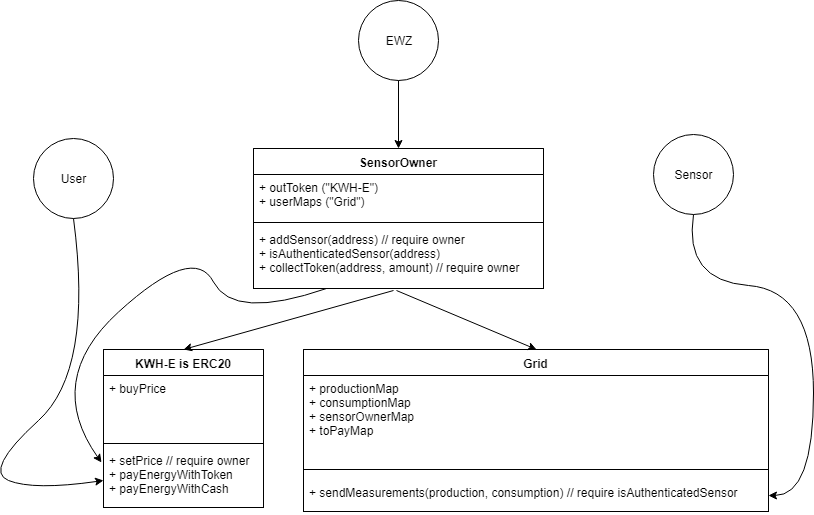 EWZ
User
Sensor
SensorOwner
+ outToken ("KWH-E")
+ userMaps ("Grid")
+ addSensor(address) // require owner
+ isAuthenticatedSensor(address)
+ collectToken(address, amount) // require owner
KWH-E is ERC20
+ buyPrice
+ setPrice // require owner
+ payEnergyWithToken
+ payEnergyWithCash
Grid
+ productionMap
+ consumptionMap
+ sensorOwnerMap
+ toPayMap
+ sendMeasurements(production, consumption) // require isAuthenticatedSensor